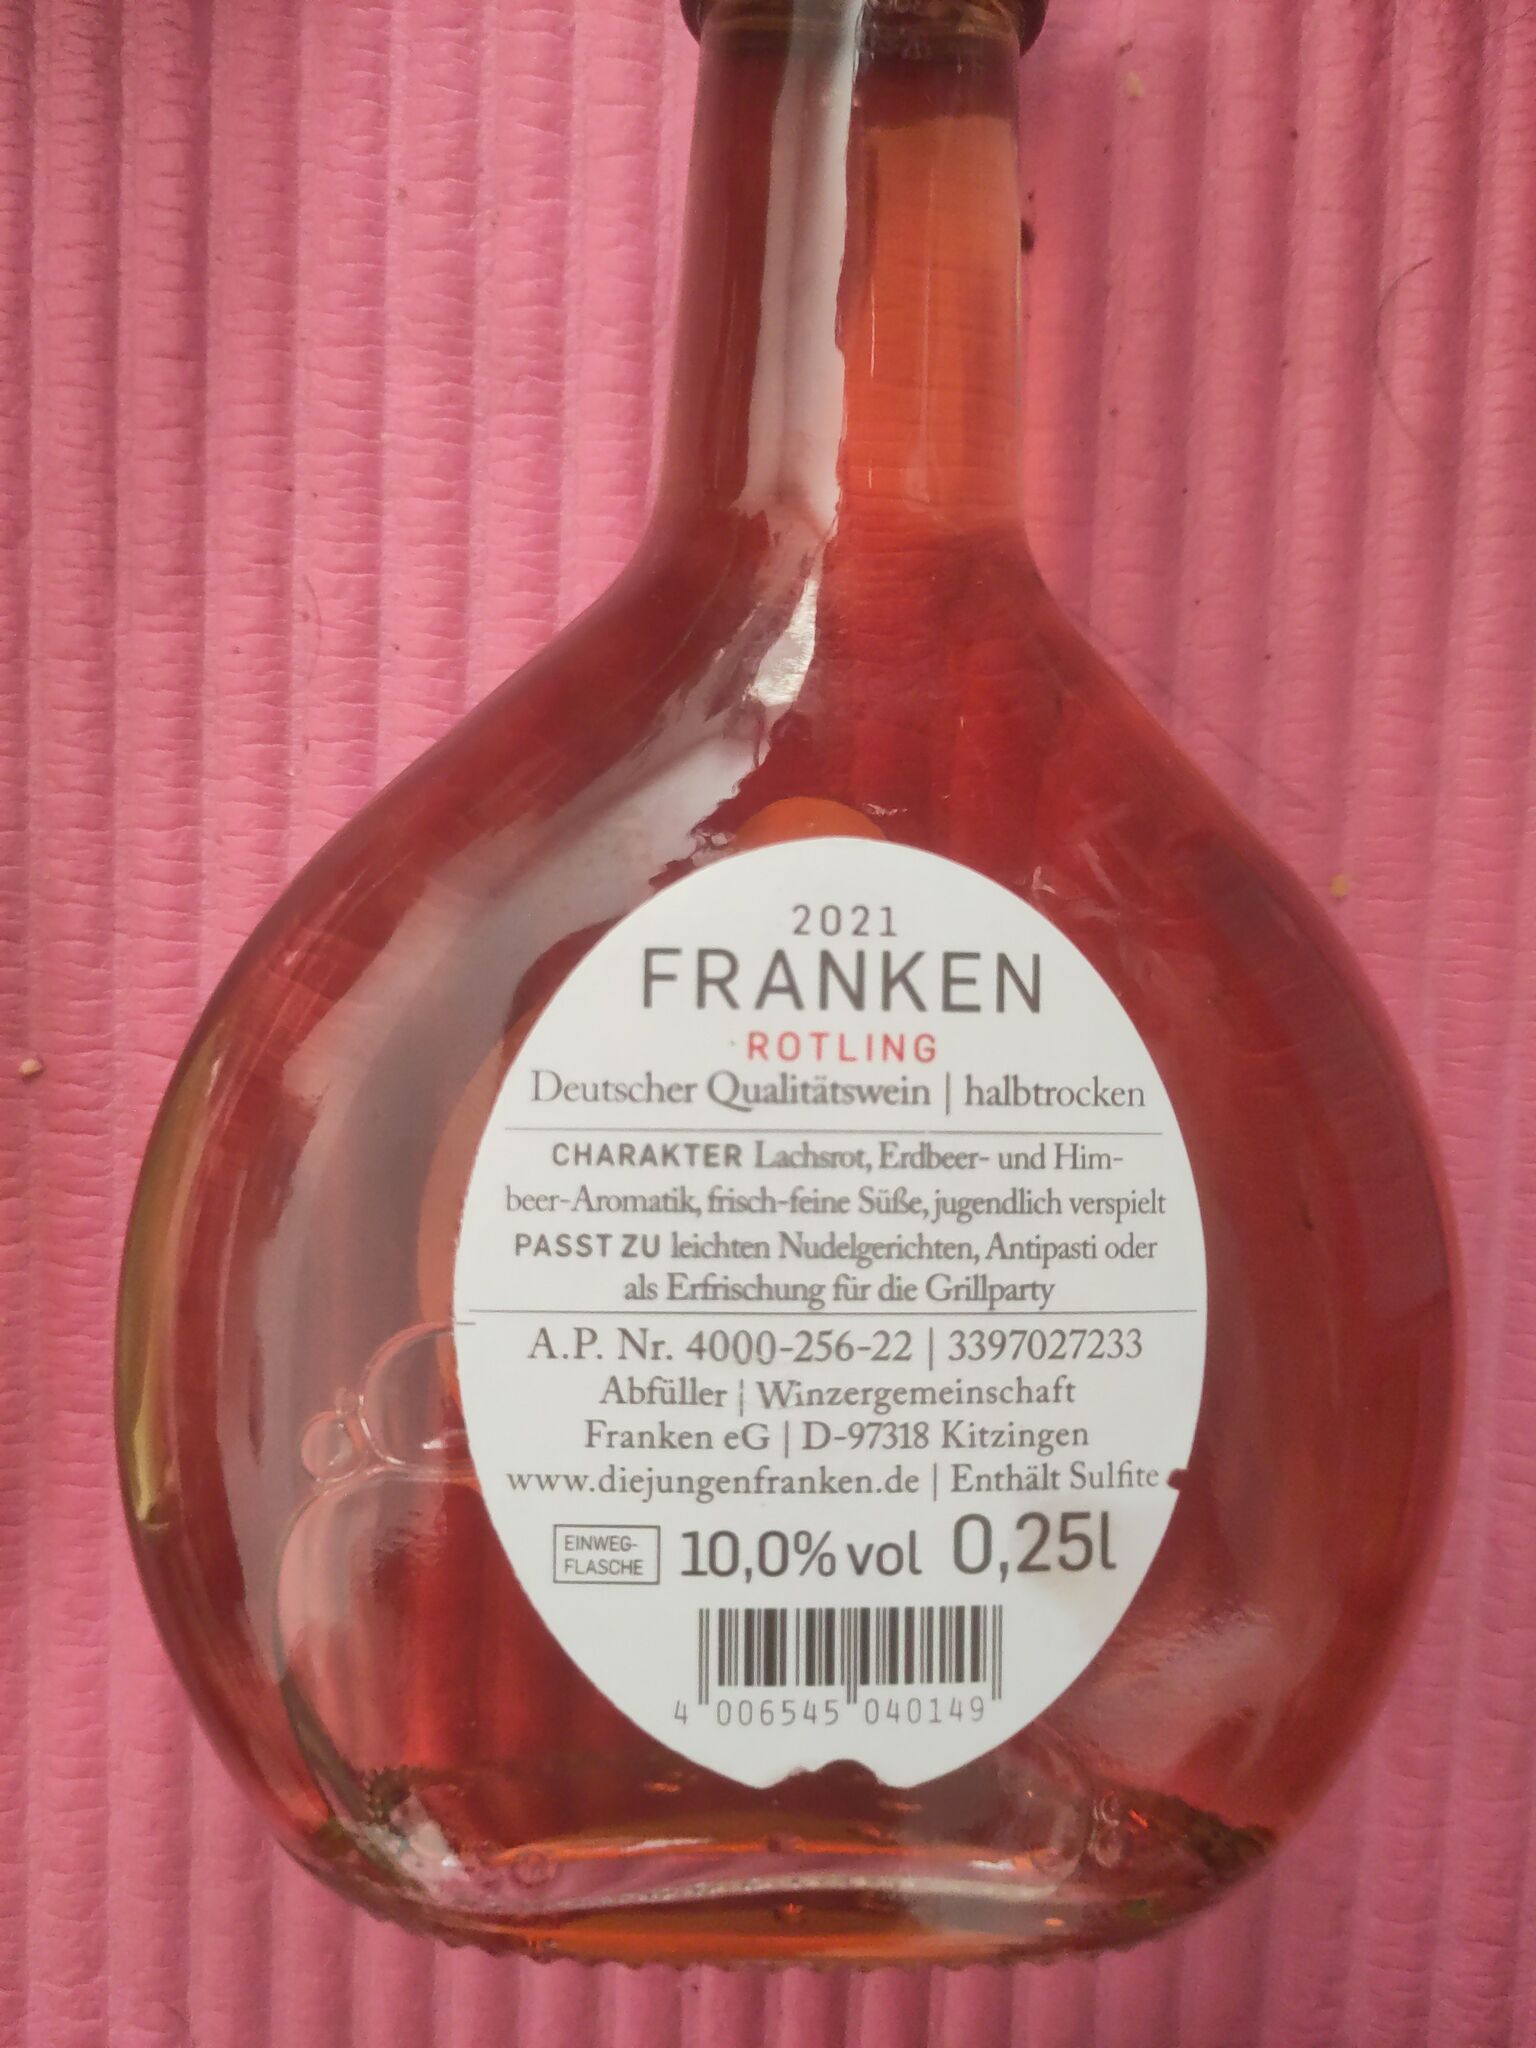 2021
FRANKEN
ROTLING
Deutscher Qualitätswein | halbtrocken
CHARAKTER Lachsrot, Erdbeer- und Him-
beer-Aromatik, frisch-feine Süße, jugendlich verspielt
PASST ZU leichten Nudelgerichten, Antipasti oder
als Erfrischung für die Grillparty
A.P. Nr. 4000-256-22 | 3397027233
Abfüller | Winzergemeinschaft
Franken eG | D-97318 Kitzingen
www.diejungenfranken.de | Enthält Sulfite
EINWEG-
FLASCHE 10,0% vol 0,25l
4 006545 040149